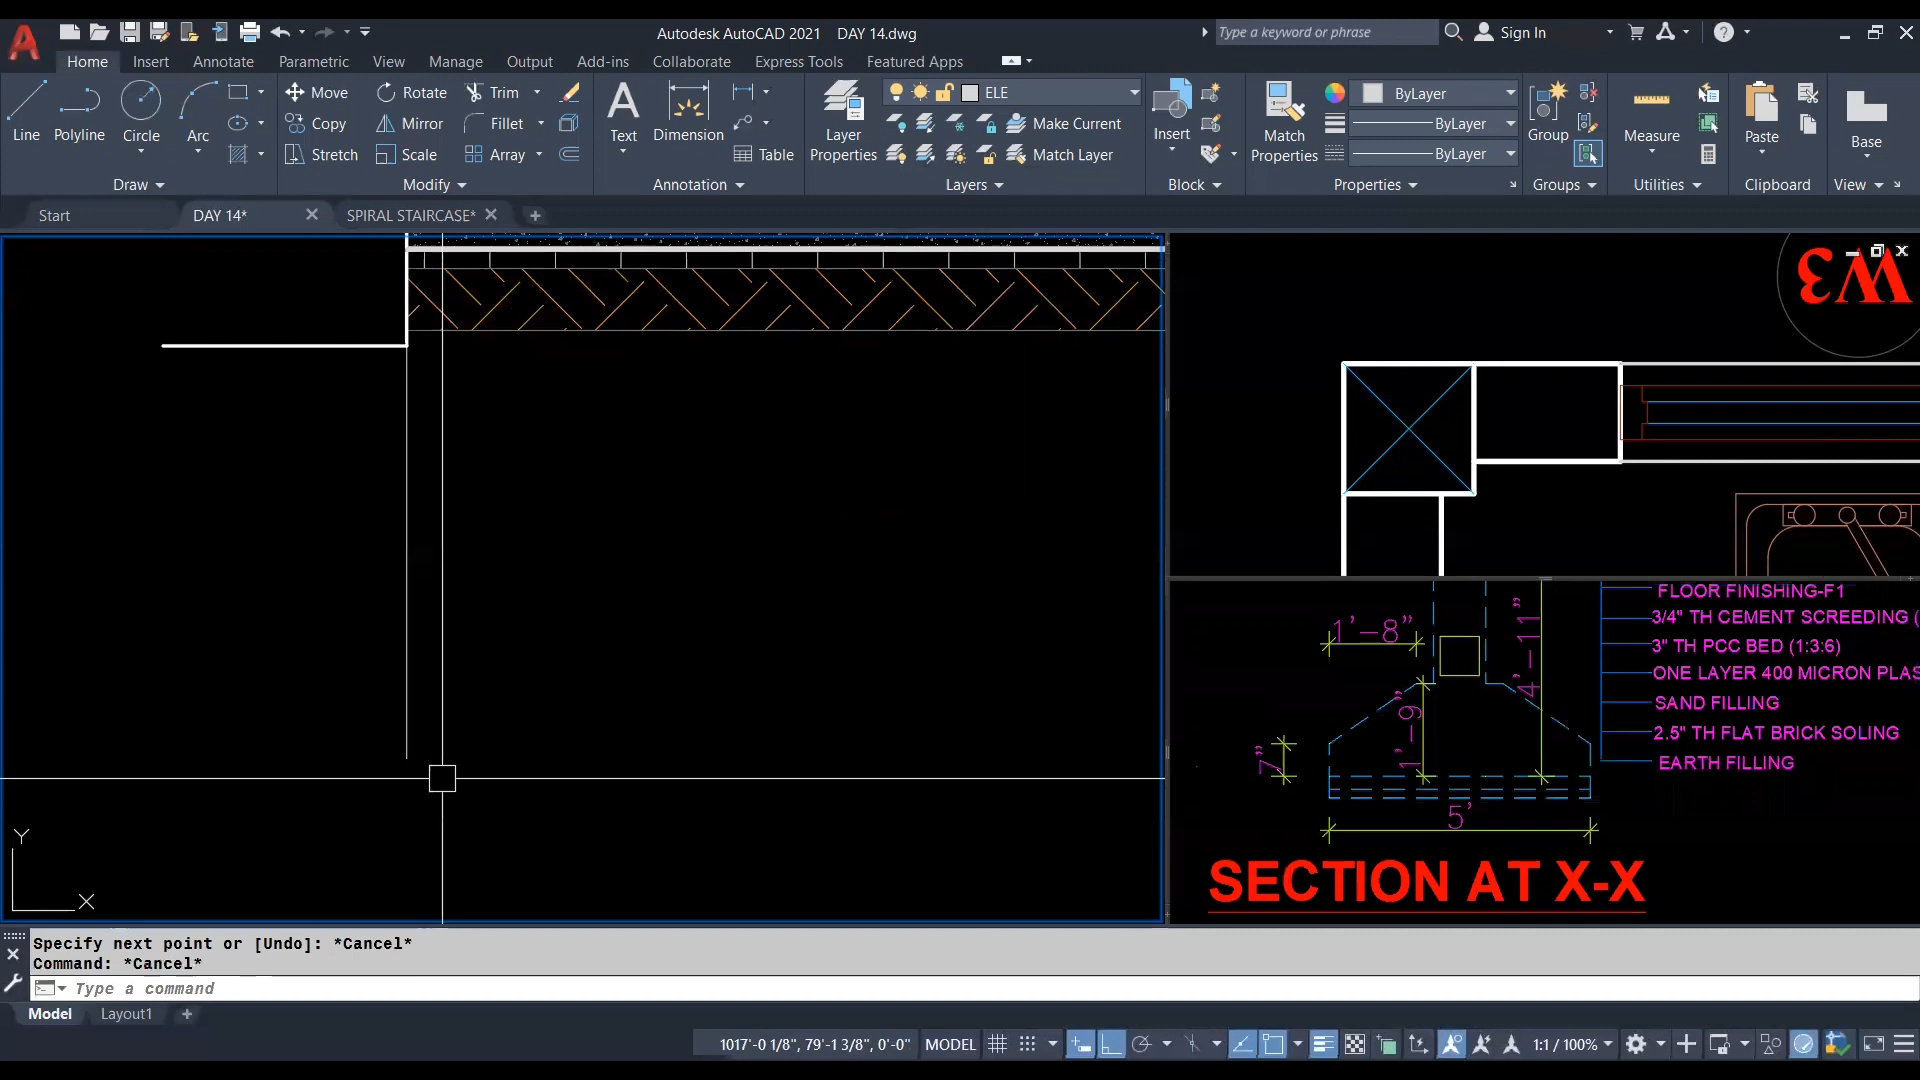 Autodesk AutoCAD 2021 DAY 14.dwg
Type a keyword or phrase
Sign In
Home Insert Annotate Parametric View Manage Output Add-ins Collaborate Express Tools Featured Apps
Line Polyline Circle Arc
Move Rotate Trim
Copy Mirror Fillet
Stretch Scale Array
Text Dimension Table
Layer Properties
ELE
Make Current
Match Layer
Insert
Match Properties
ByLayer
ByLayer
ByLayer
Group
Measure
Paste
Base
Draw Modify Annotation Layers Block Properties Groups Utilities Clipboard View
Start DAY 14* SPIRAL STAIRCASE*
W3
1'-8"
4'-11"
1'-9"
7"
5'
FLOOR FINISHING-F1
3/4" TH CEMENT SCREEDING (
3" TH PCC BED (1:3:6)
ONE LAYER 400 MICRON PLAS
SAND FILLING
2.5" TH FLAT BRICK SOLING
EARTH FILLING
SECTION AT X-X
Y
X
Specify next point or [Undo]: *Cancel*
Command: *Cancel*
Type a command
Model Layout1
1017'-0 1/8", 79'-1 3/8", 0'-0" MODEL 1:1 / 100%